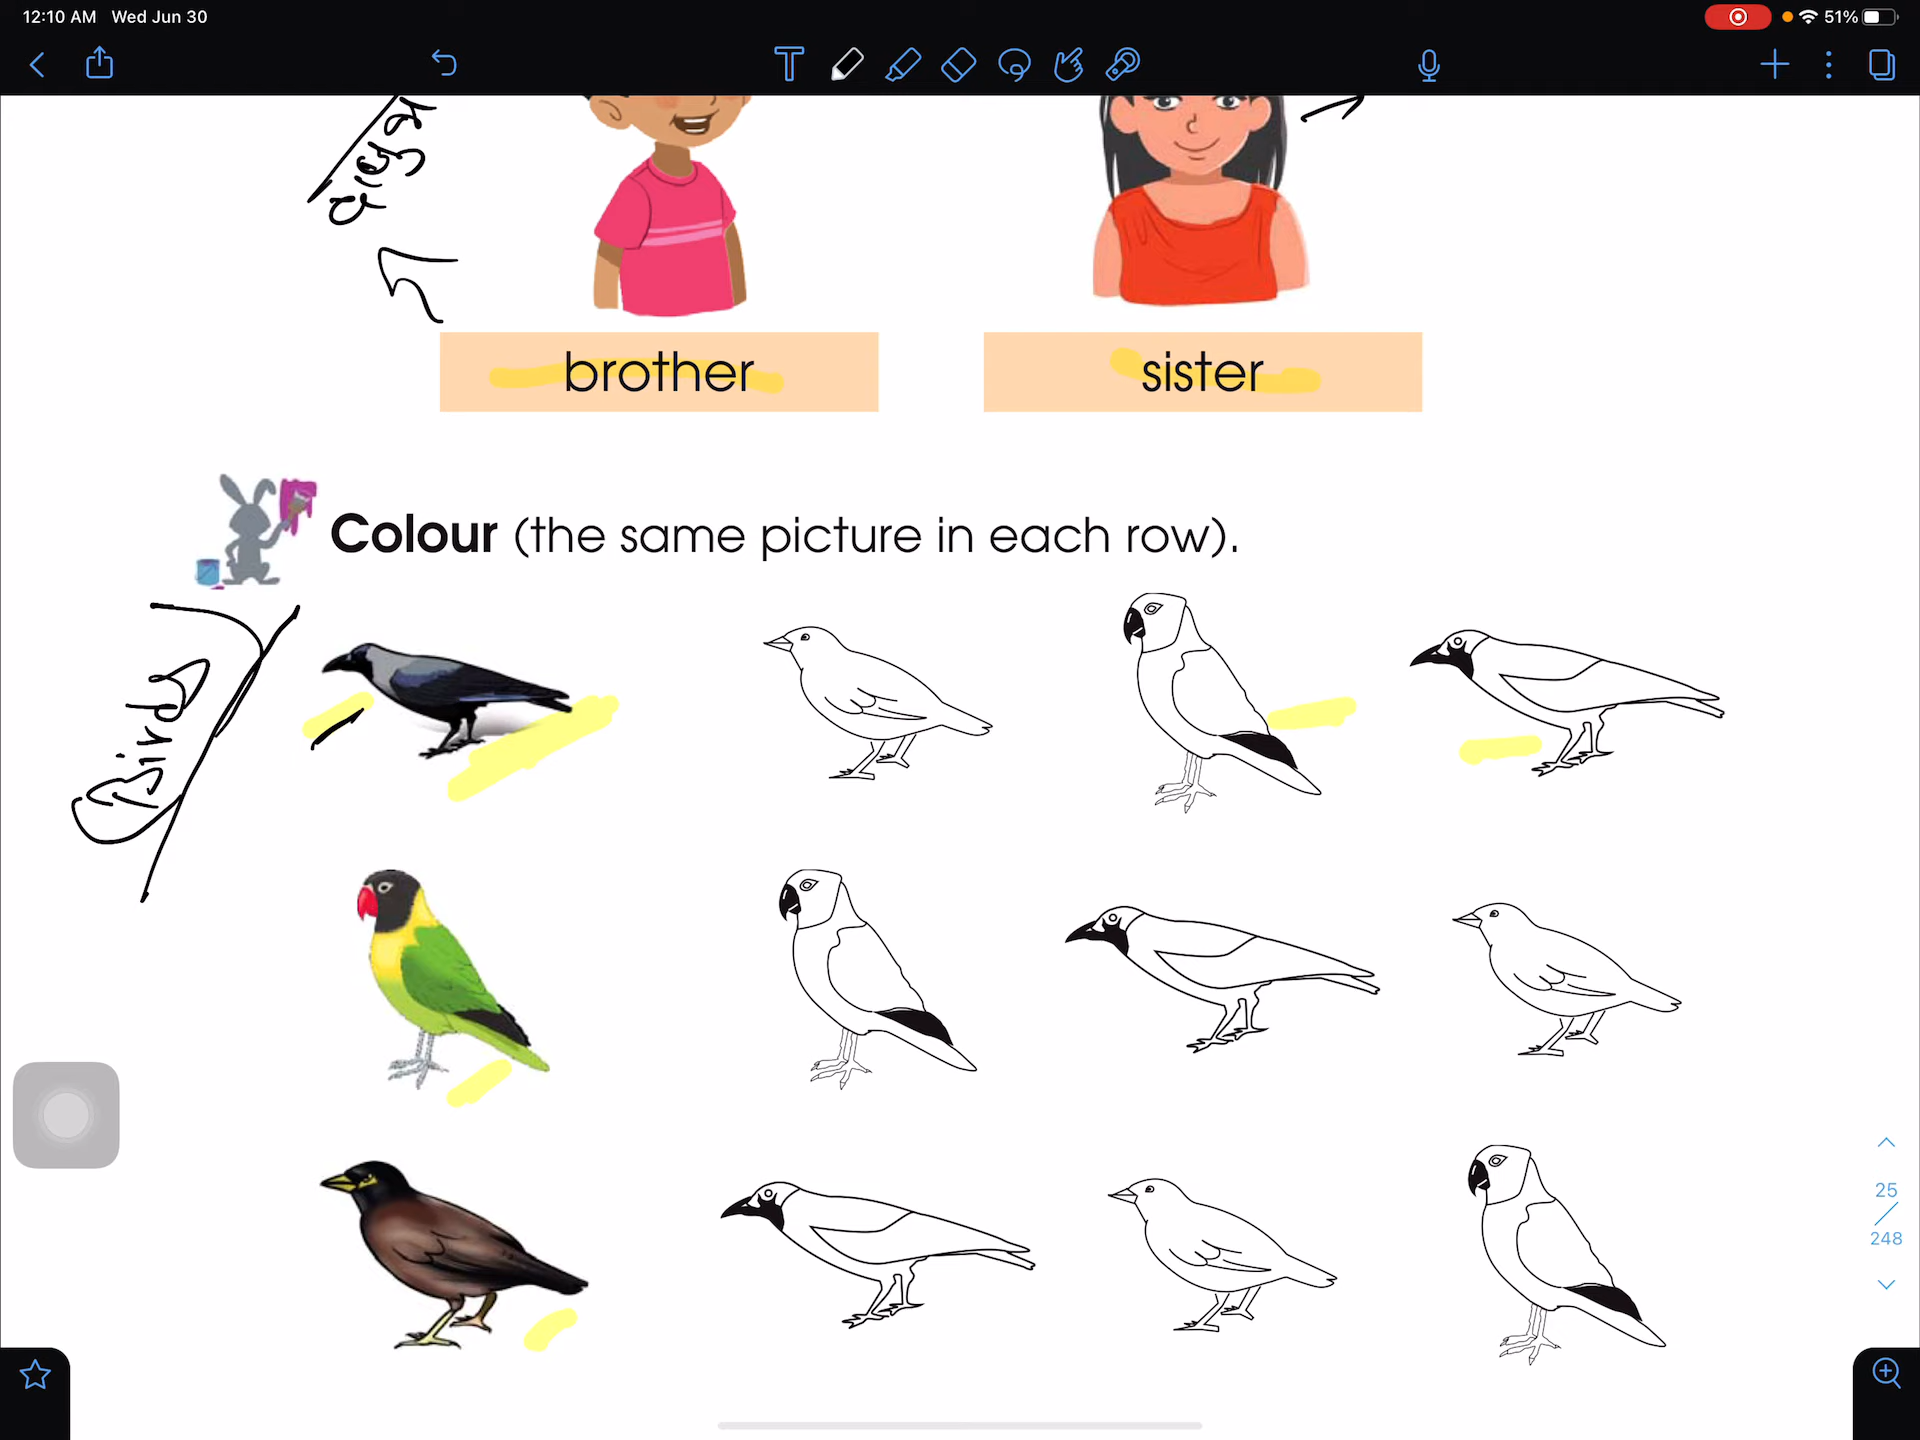 12:10 AM Wed Jun 30
51%
brother
sister
Colour (the same picture in each row).
Birds
25
248